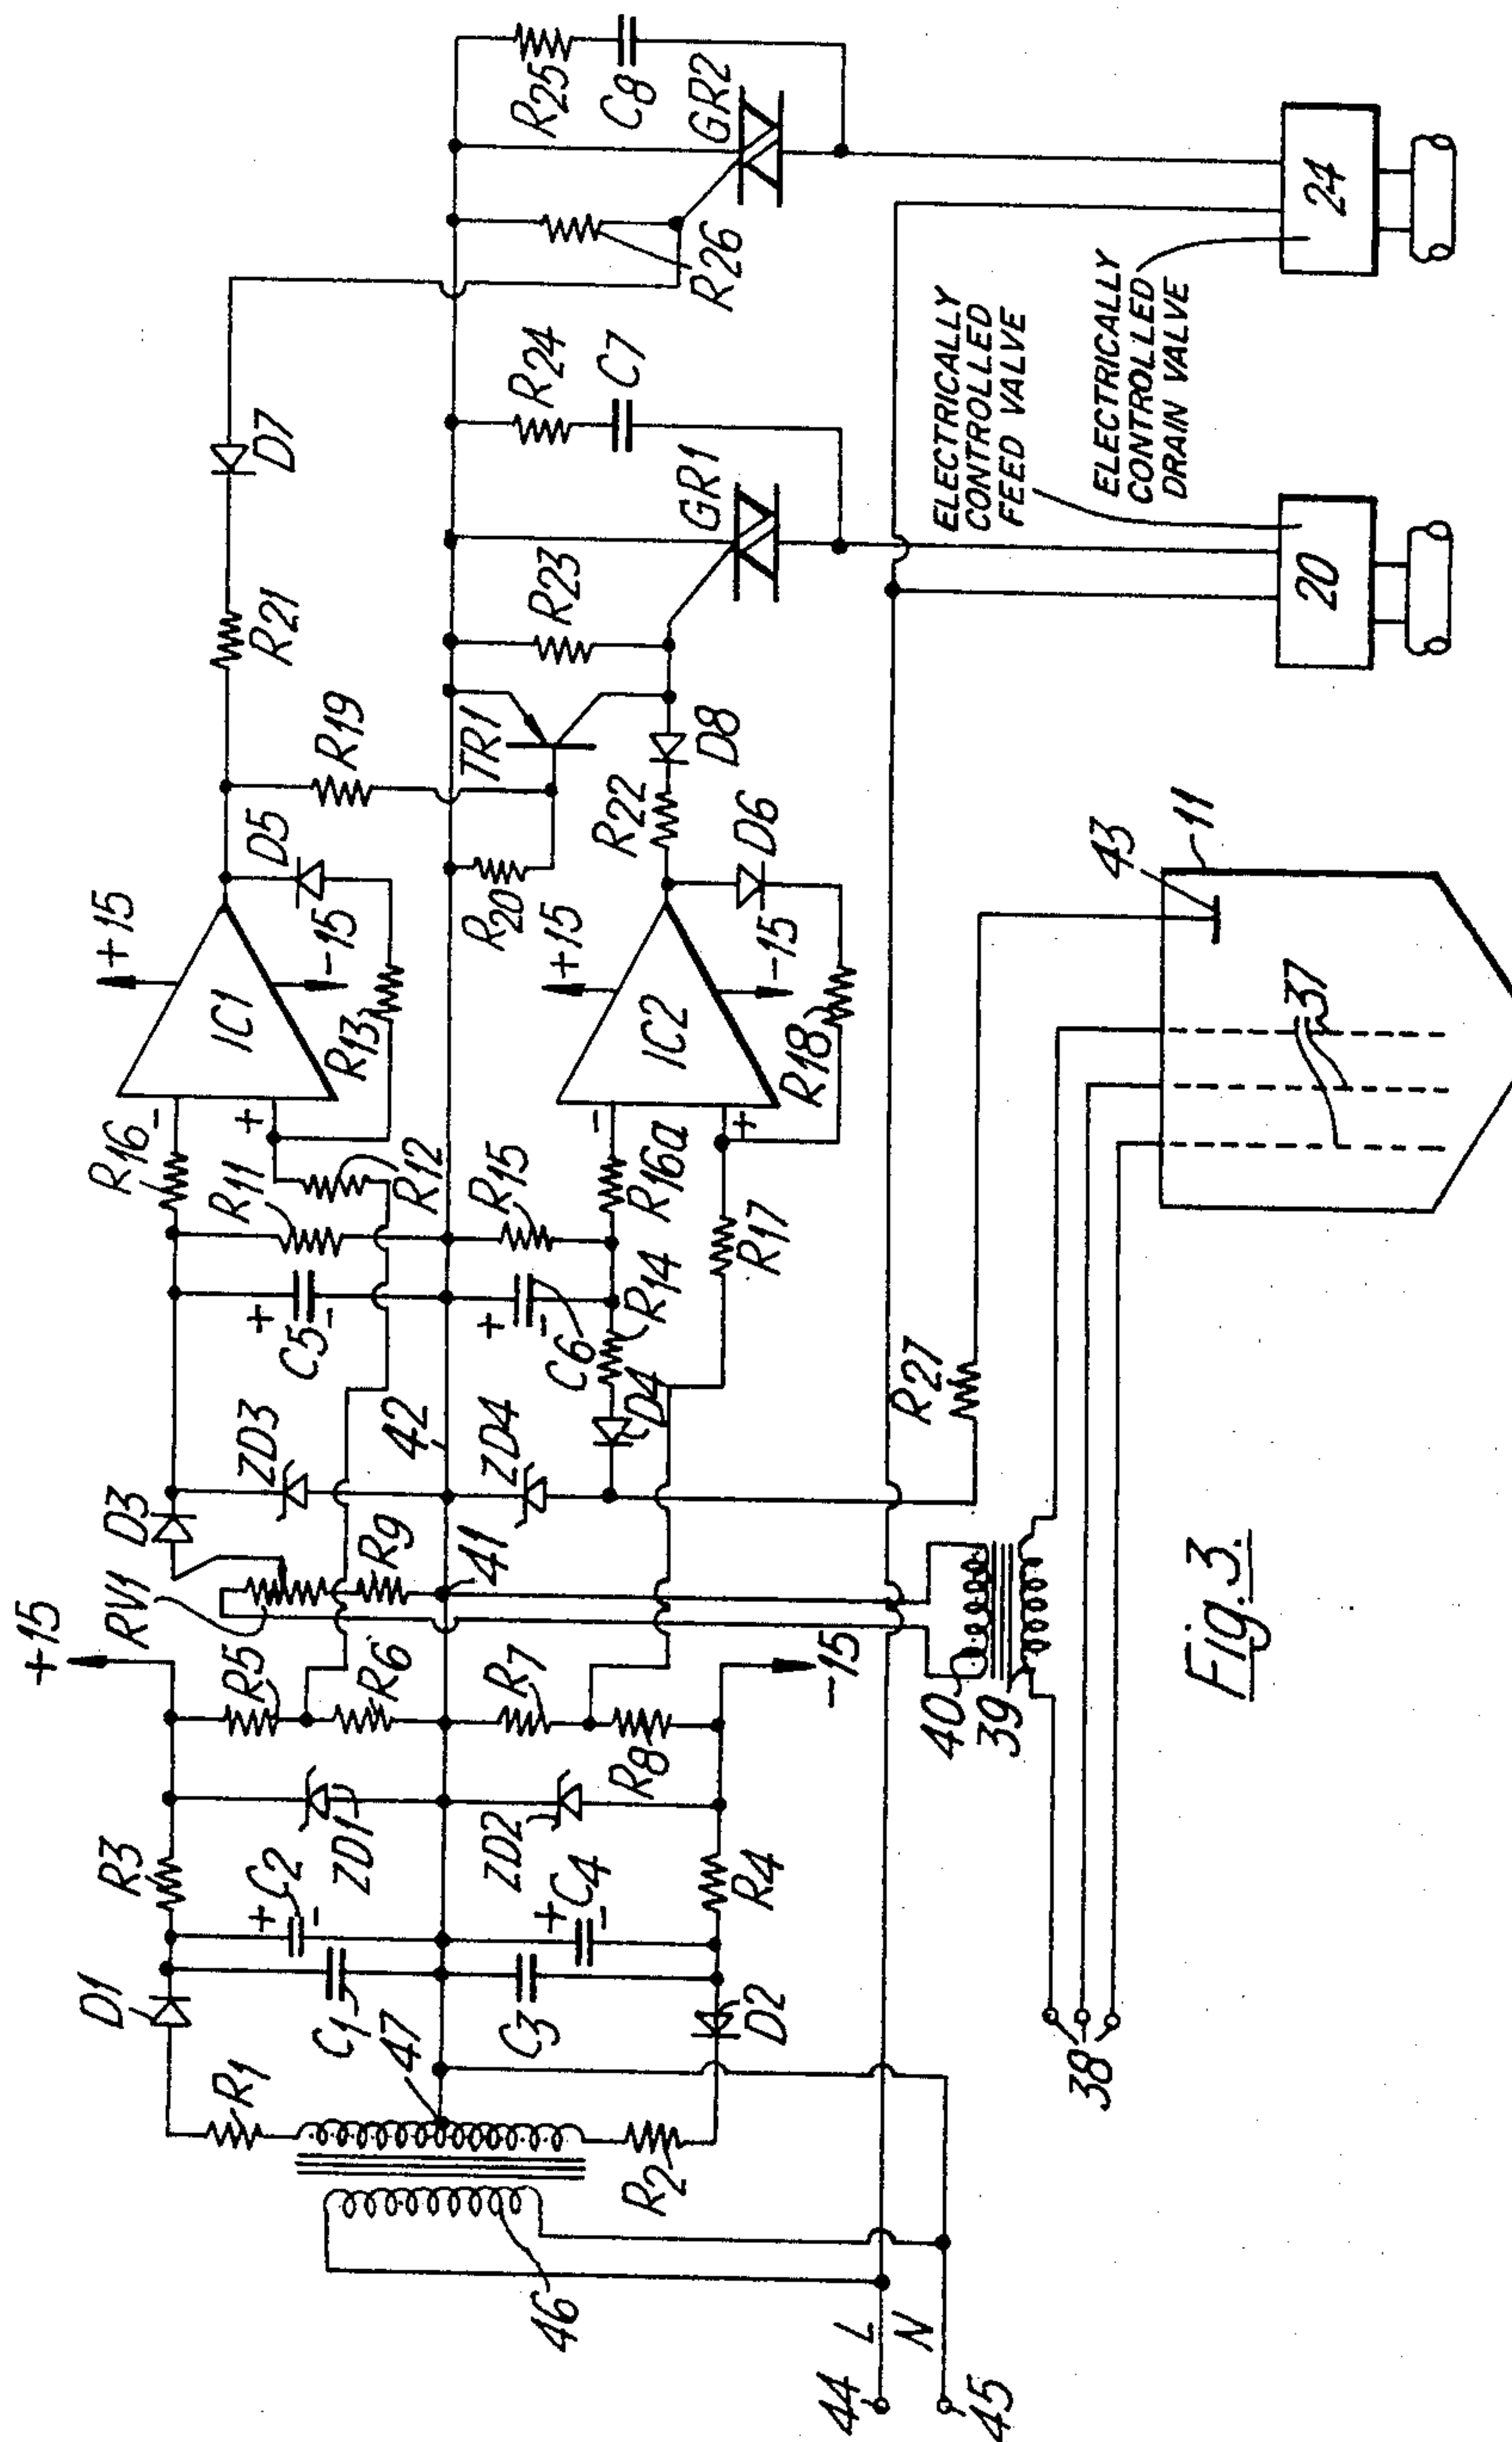 +15
-15
R1
D1
C1
47
C3
R2
D2
46
44
L
N
45
R3
C2
+
-
ZD1
ZD2
C4
+
-
R4
R5
R6
R7
R8
RV1
D3
R9
41
40
39
38
ZD3
42
ZD4
D4
R14
C5
+
-
C6
+
-
R11
R12
R15
R16
R16a
R17
R27
-
+
IC1
+15
-15
R13
D5
-
+
IC2
+15
-15
R18
D6
R19
R20
TR1
R22
D8
R21
D7
R23
GR1
R24
C7
R26
GR2
R25
C8
ELECTRICALLY
CONTROLLED
FEED VALVE
ELECTRICALLY
CONTROLLED
DRAIN VALVE
20
24
43
11
37
Fig. 3.